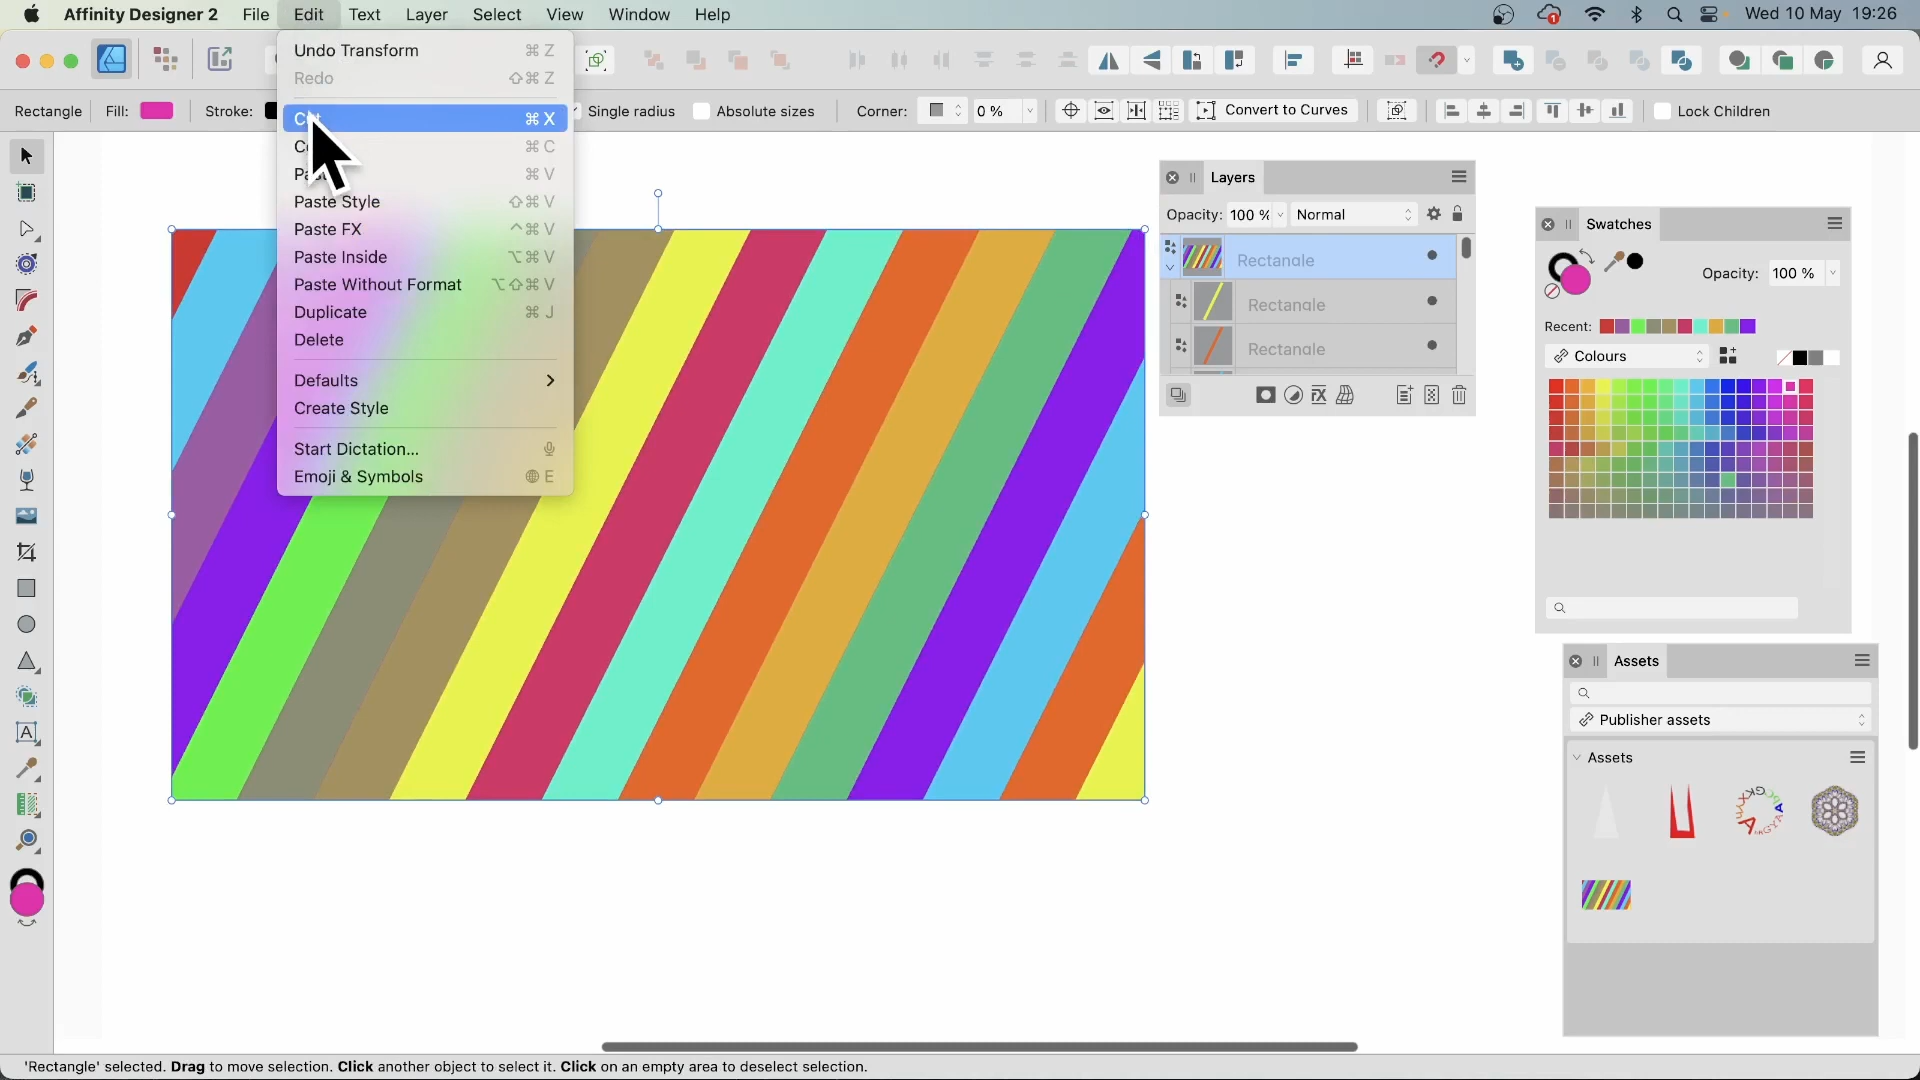 Affinity Designer 2 File Edit Text Layer Select View Window Help 1 Wed 10 May 19:26
Undo Transform ⌘ Z
Redo ⇧⌘ Z
Rectangle Fill: Stroke: Single radius Absolute sizes Corner: 0 % Convert to Curves Lock Children
⌘ X
⌘ C
⌘ V
Paste Style ⇧⌘ V
Paste FX ^⌘ V
Paste Inside ⌥⌘ V
Paste Without Format ⌥⇧⌘ V
Duplicate ⌘ J
Delete
Defaults
Create Style
Start Dictation...
Emoji & Symbols E
Layers
Opacity: 100 % Normal
Rectangle
Rectangle
Rectangle
Swatches
Opacity: 100 %
Recent:
Colours
Assets
Publisher assets
Assets
'Rectangle' selected. Drag to move selection. Click another object to select it. Click on an empty area to deselect selection.